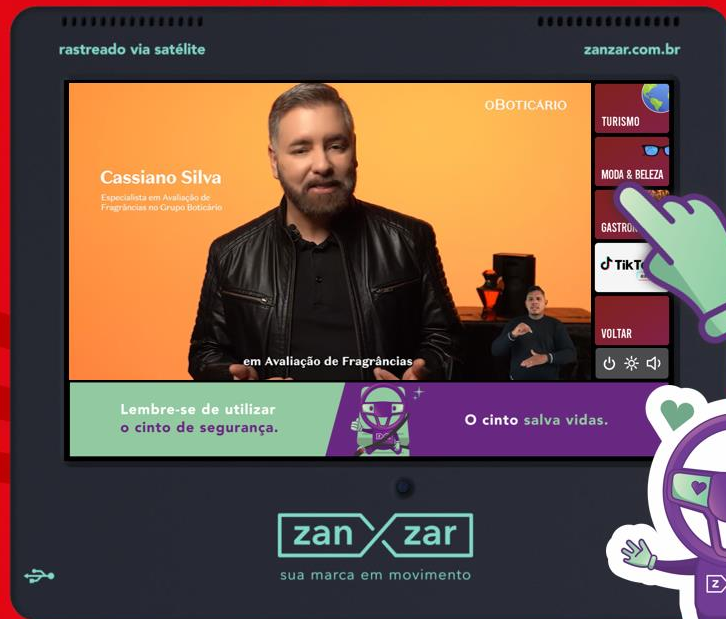 rastreado via satélite
zanzar.com.br
OBOTICÁRIO
Cassiano Silva
Especialista em Avaliação de
Fragrâncias no Grupo Boticário
em Avaliação de Fragrâncias
TURISMO
MODA & BELEZA
TikT
VOLTAR
Lembre-se de utilizar
o cinto de segurança.
O cinto salva vidas.
zan zar
sua marca em movimento
Z